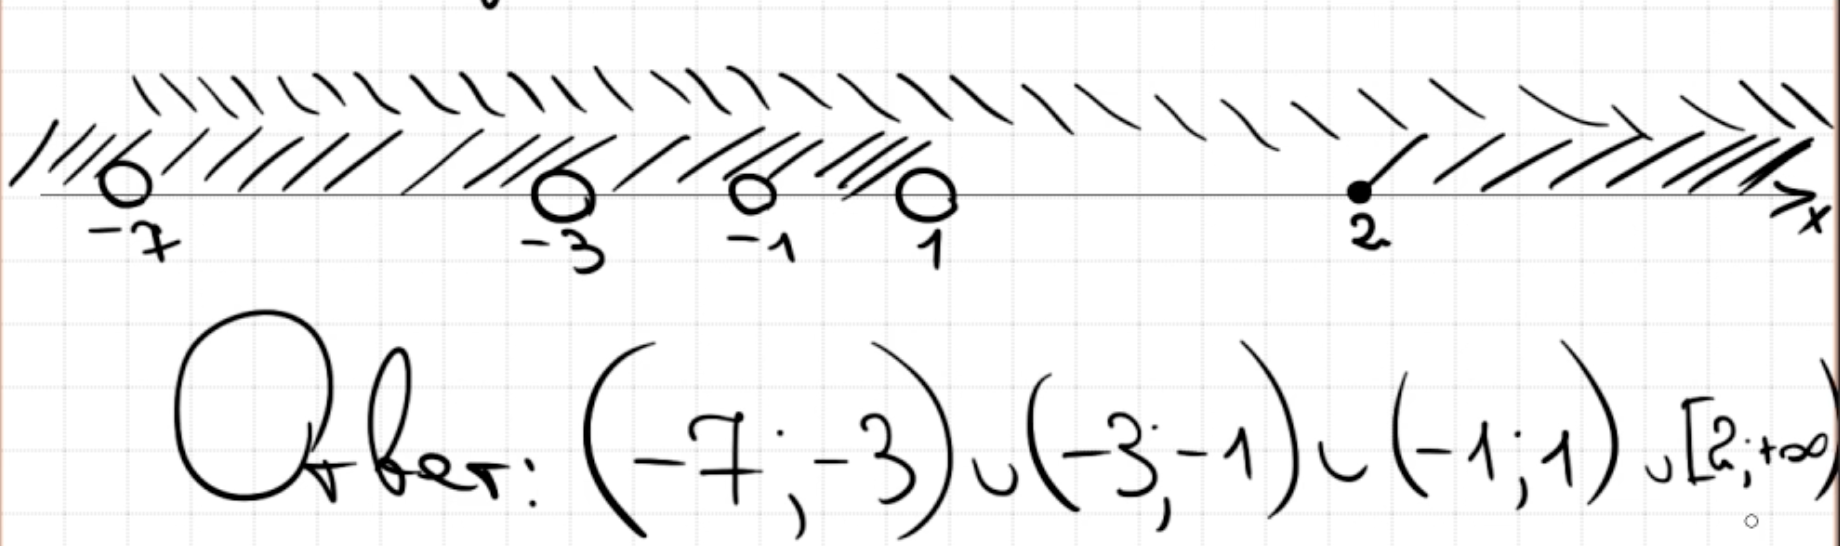 -7 -3 -1 1 2 x
Ответ: (-7; -3) ∪ (-3; -1) ∪ (-1; 1) ∪ [2; +∞)